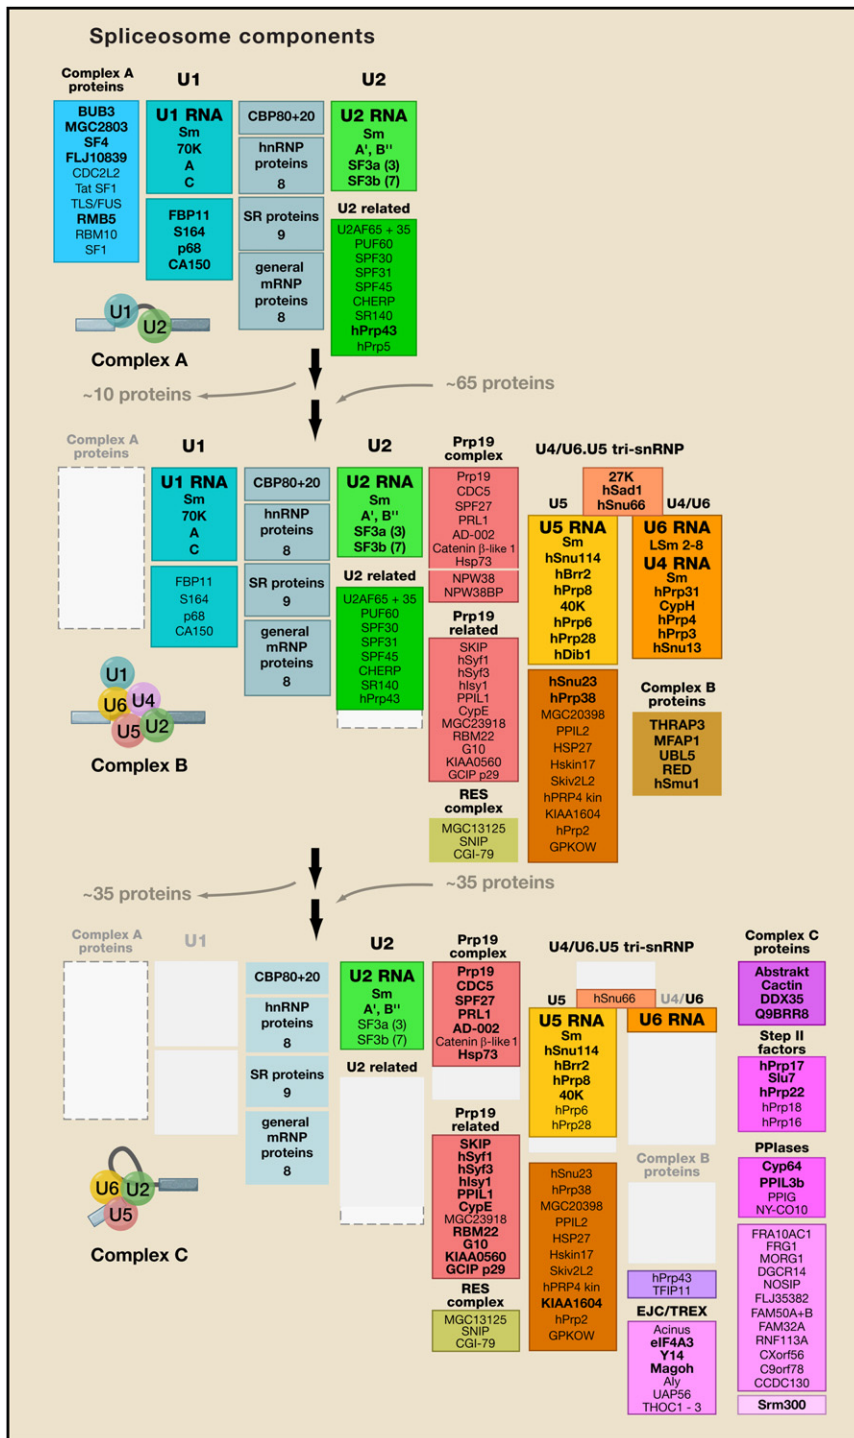 Spliceosome components
Complex A
proteins
U1
U2
BUB3
MGC2803
SF4
FLJ10839
CDC2L2
Tat SF1
TLS/FUS
RMB5
RBM10
SF1
U1 RNA
Sm
70K
A
C
FBP11
S164
p68
CA150
CBP80+20
hnRNP
proteins
8
SR proteins
9
general
mRNP
proteins
8
U2 RNA
Sm
A', B''
SF3a (3)
SF3b (7)
U2 related
U2AF65 + 35
PUF60
SPF30
SPF31
SPF45
CHERP
SR140
hPrp43
hPrp5
U1
U2
Complex A
~10 proteins
~65 proteins
Complex A
proteins
U1
U2
Prp19
complex
U4/U6.U5 tri-snRNP
U1 RNA
Sm
70K
A
C
FBP11
S164
p68
CA150
CBP80+20
hnRNP
proteins
8
SR proteins
9
general
mRNP
proteins
8
U2 RNA
Sm
A', B''
SF3a (3)
SF3b (7)
U2 related
U2AF65 + 35
PUF60
SPF30
SPF31
SPF45
CHERP
SR140
hPrp43
Prp19
CDC5
SPF27
PRL1
AD-002
Catenin β-like 1
Hsp73
NPW38
NPW38BP
Prp19
related
SKIP
hSyf1
hSyf3
hIsy1
PPIL1
CypE
MGC23918
RBM22
G10
KIAA0560
GCIP p29
RES
complex
MGC13125
SNIP
CGI-79
27K
hSad1
hSnu66
U5
U4/U6
U5 RNA
Sm
hSnu114
hBrr2
hPrp8
40K
hPrp6
hPrp28
hDib1
hSnu23
hPrp38
MGC20398
PPIL2
HSP27
Hskin17
Skiv2L2
hPRP4 kin
KIAA1604
hPrp2
GPKOW
U6 RNA
LSm 2-8
U4 RNA
Sm
hPrp31
CypH
hPrp4
hPrp3
hSnu13
Complex B
proteins
THRAP3
MFAP1
UBL5
RED
hSmu1
U1
U6
U4
U5
U2
Complex B
~35 proteins
~35 proteins
Complex A
proteins
U1
U2
Prp19
complex
U4/U6.U5 tri-snRNP
Complex C
proteins
CBP80+20
hnRNP
proteins
8
SR proteins
9
general
mRNP
proteins
8
U2 RNA
Sm
A', B''
SF3a (3)
SF3b (7)
U2 related
Prp19
CDC5
SPF27
PRL1
AD-002
Catenin β-like 1
Hsp73
Prp19
related
SKIP
hSyf1
hSyf3
hIsy1
PPIL1
CypE
MGC23918
RBM22
G10
KIAA0560
GCIP p29
RES
complex
MGC13125
SNIP
CGI-79
U5
hSnu66
U4/U6
U5 RNA
Sm
hSnu114
hBrr2
hPrp8
40K
hPrp6
hPrp28
hSnu23
hPrp38
MGC20398
PPIL2
HSP27
Hskin17
Skiv2L2
hPRP4 kin
KIAA1604
hPrp2
GPKOW
U6 RNA
Complex B
proteins
hPrp43
TFIP11
EJC/TREX
Acinus
eIF4A3
Y14
Magoh
Aly
UAP56
THOC1 - 3
Abstrakt
Cactin
DDX35
Q9BRR8
Step II
factors
hPrp17
Slu7
hPrp22
hPrp18
hPrp16
PPIases
Cyp64
PPIL3b
PPIG
NY-CO10
FRA10AC1
FRG1
MORG1
DGCR14
NOSIP
FLJ35382
FAM50A+B
FAM32A
RNF113A
CXorf56
C9orf78
CCDC130
Srm300
U6
U2
U5
Complex C